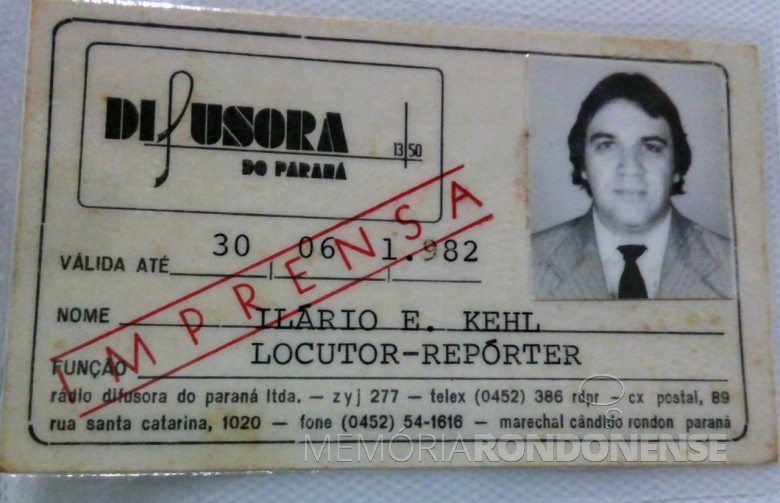 DIFUSORA
13 50
DO PARANÁ
IMPRENSA
VÁLIDA ATÉ 30 06 1.982
NOME ILÁRIO E. KEHL
FUNÇÃO LOCUTOR-REPÓRTER
rádio difusora do paraná ltda. — zyj 277 — telex (0452) 386 rdpr — cx postal, 89
rua santa catarina, 1020 — fone (0452) 54-1616 — marechal cândido rondon paraná
MEMÓRIARONDONENSE